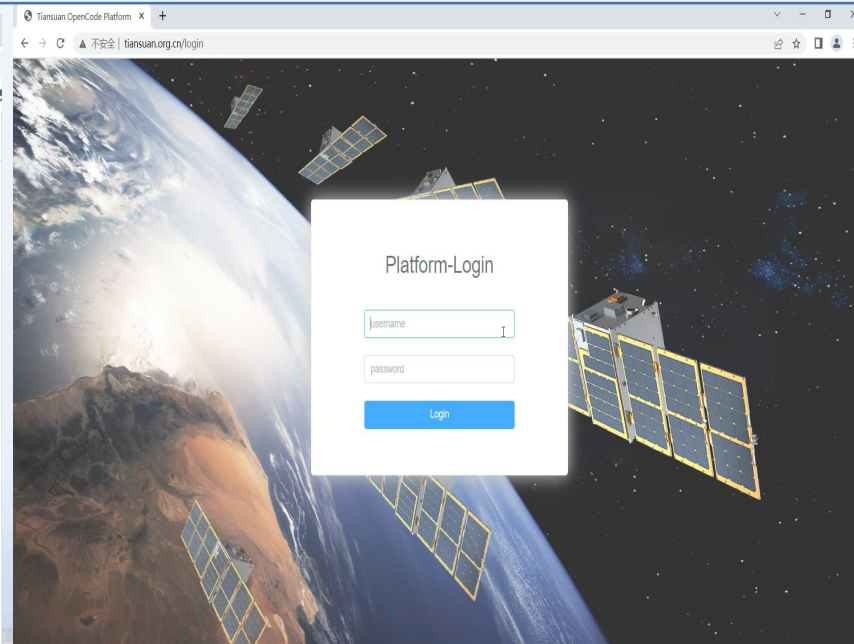 Tiansuan OpenCode Platform
不安全 | tiansuan.org.cn/login
Platform-Login
username
password
Login